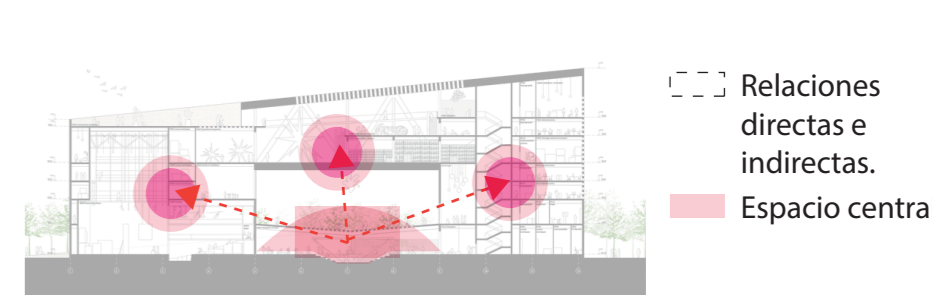 Relaciones
directas e
indirectas.
Espacio centra